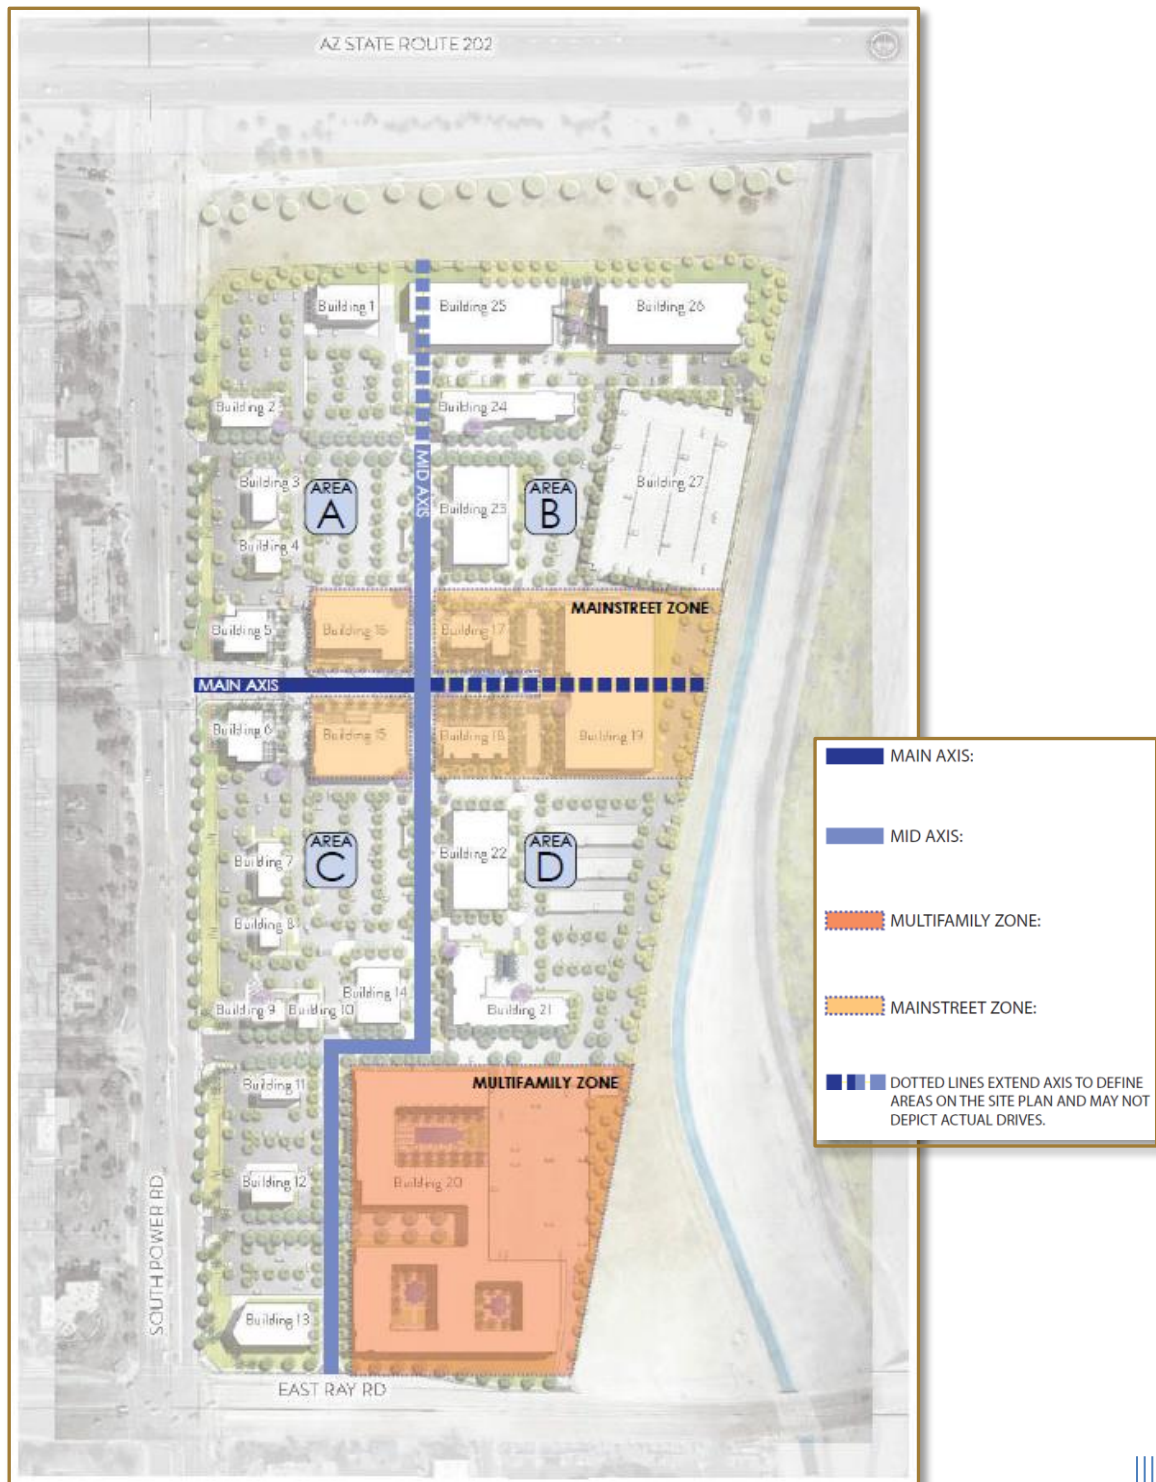 AZ STATE ROUTE 202
Building 1
Building 25
Building 26
Building 2
Building 24
MID AXIS
Building 3
AREA
A
Building 23
AREA
B
Building 27
Building 4
MAINSTREET ZONE
Building 5
Building 16
Building 17
MAIN AXIS
Building 6
Building 15
Building 18
Building 19
AREA
C
Building 7
Building 22
AREA
D
Building 8
Building 14
Building 9
Building 10
Building 21
Building 11
MULTIFAMILY ZONE
Building 12
Building 20
SOUTH POWER RD
Building 13
EAST RAY RD
MAIN AXIS:
MID AXIS:
MULTIFAMILY ZONE:
MAINSTREET ZONE:
DOTTED LINES EXTEND AXIS TO DEFINE
AREAS ON THE SITE PLAN AND MAY NOT
DEPICT ACTUAL DRIVES.